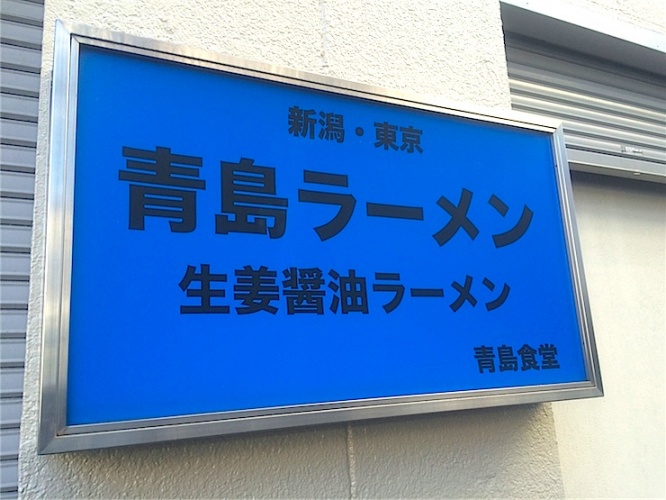 新潟・東京
青島ラーメン
生姜醤油ラーメン
青島食堂